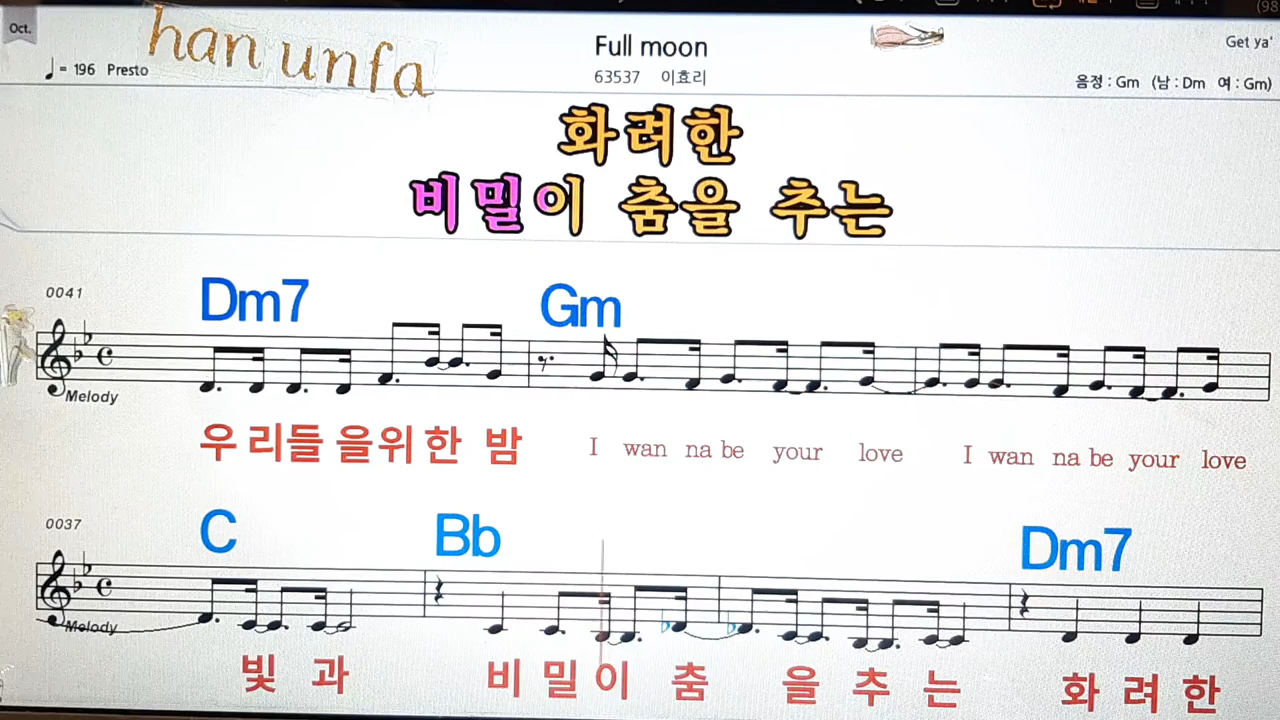 Oct.
han unfa
♩ = 196 Presto
Full moon
63537 이효리
Get ya'
음정 : Gm (남 : Dm 여 : Gm)
화려한
비밀이 춤을 추는
0041
Dm7 Gm
Melody
우 리들 을위 한 밤 I wan na be your love I wan na be your love
0037
C Bb Dm7
Melody
빛 과 비 밀 이 춤 을 추 는 화 려 한